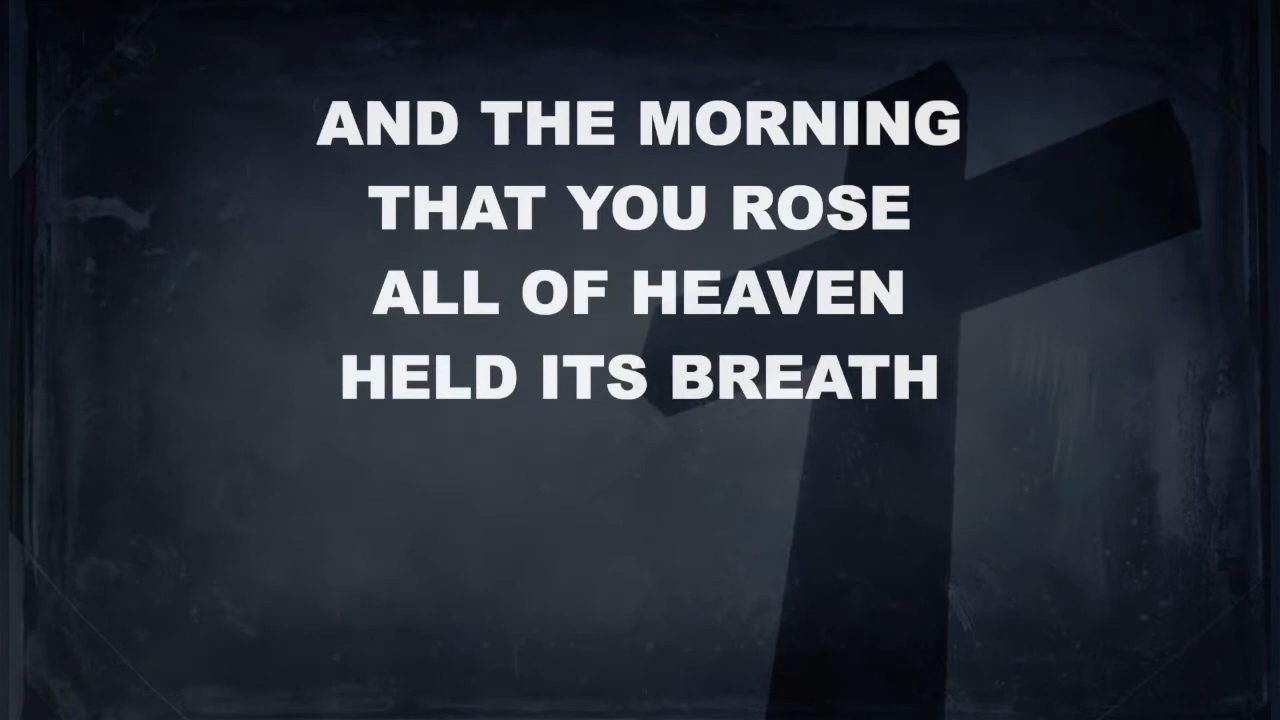 AND THE MORNING
THAT YOU ROSE
ALL OF HEAVEN
HELD ITS BREATH